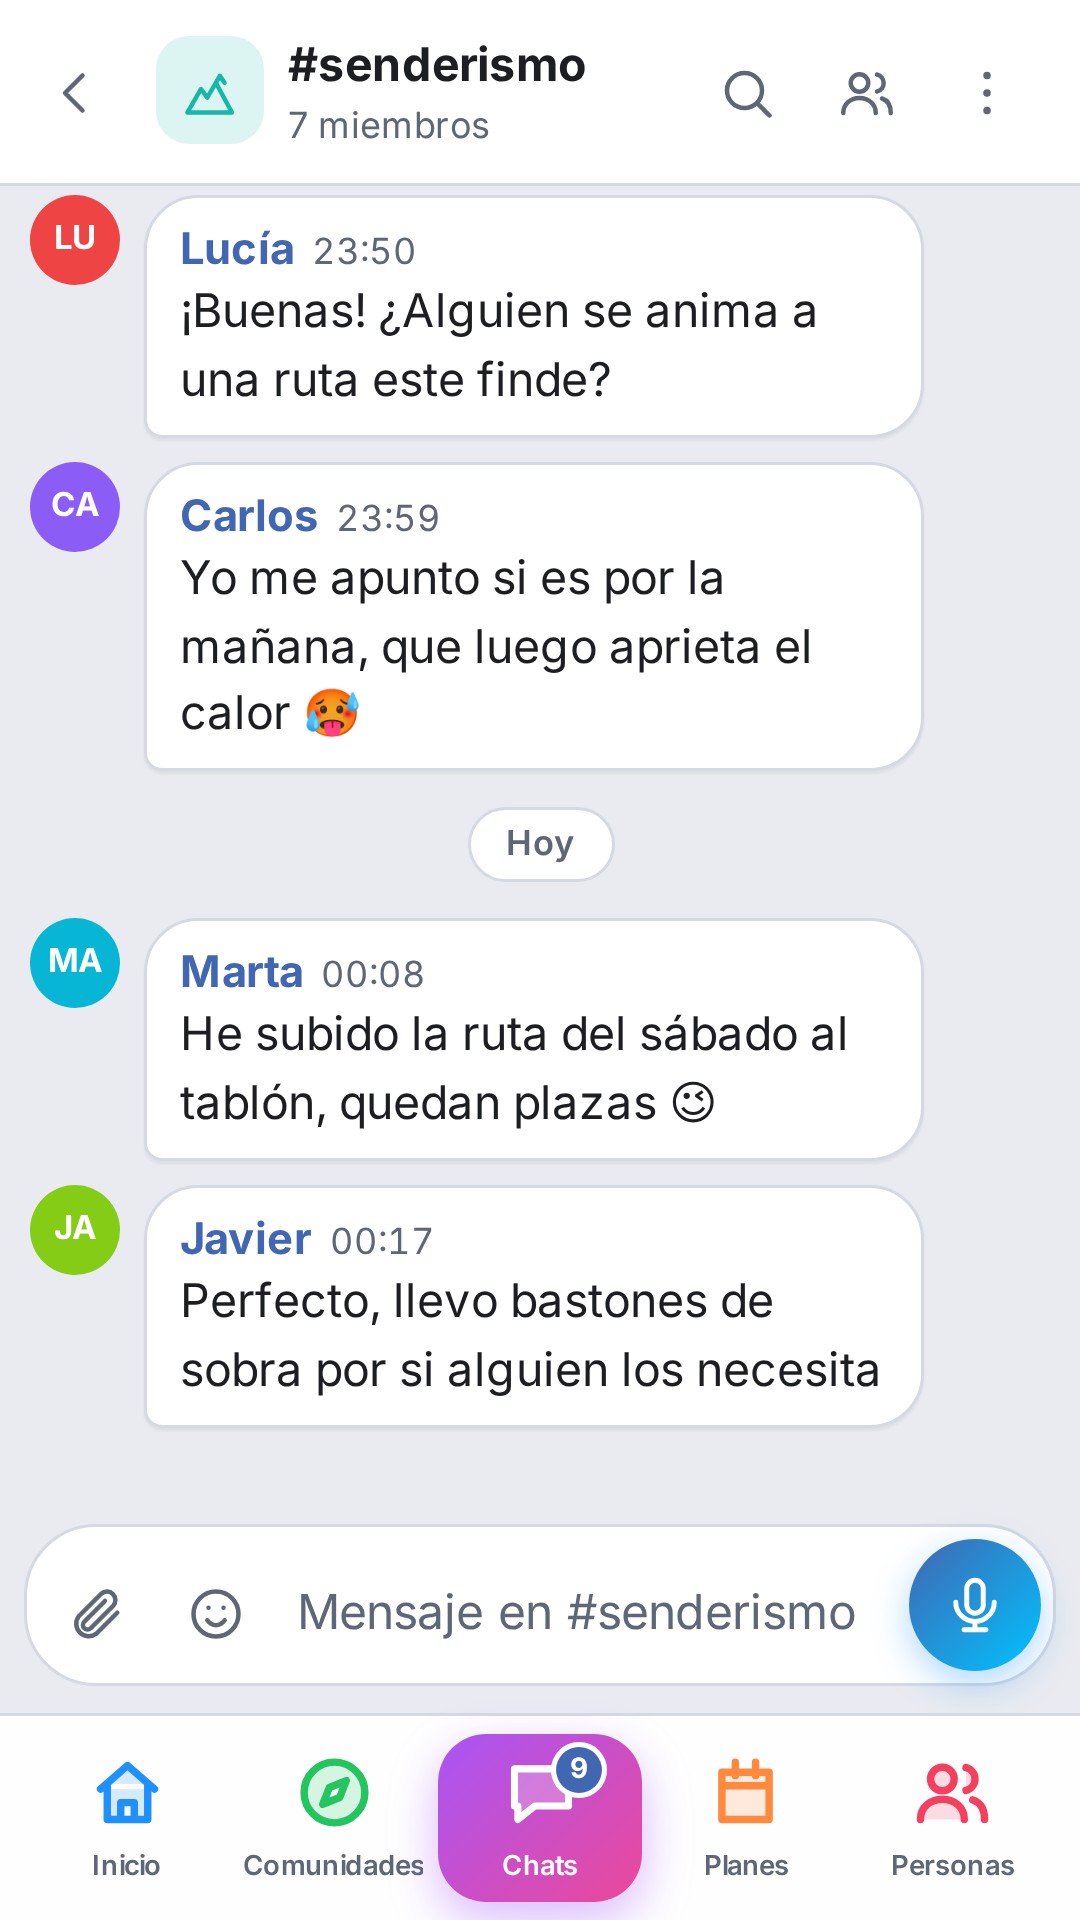 #senderismo
7 miembros
LU
Lucía 23:50
¡Buenas! ¿Alguien se anima a
una ruta este finde?
CA
Carlos 23:59
Yo me apunto si es por la
mañana, que luego aprieta el
calor 🥵
Hoy
MA
Marta 00:08
He subido la ruta del sábado al
tablón, quedan plazas 😉
JA
Javier 00:17
Perfecto, llevo bastones de
sobra por si alguien los necesita
Mensaje en #senderismo
9
Inicio
Comunidades
Chats
Planes
Personas